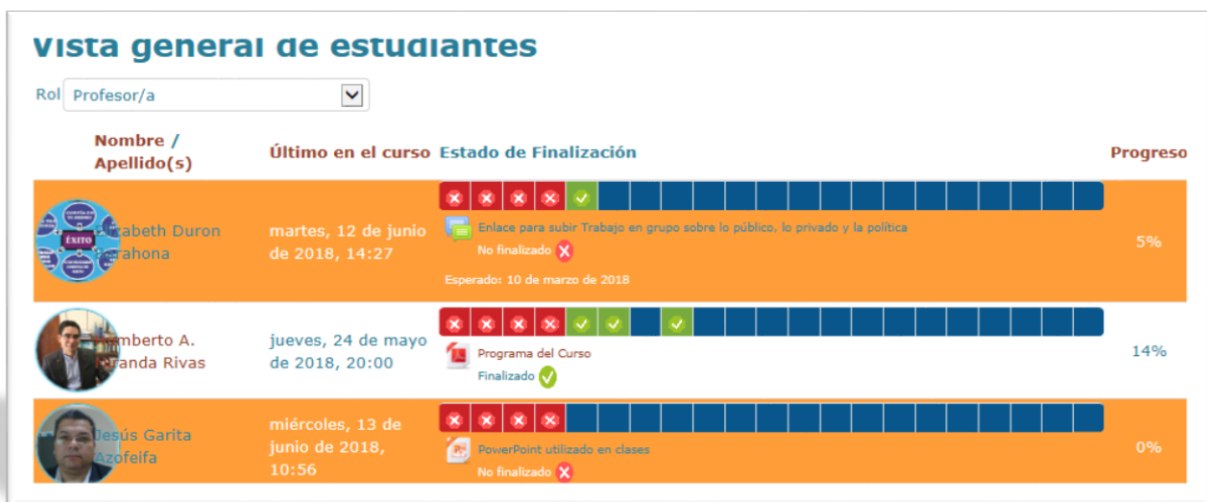 Vista general de estudiantes
Rol Profesor/a
Nombre /
Apellido(s)
Último en el curso
Estado de Finalización
Progreso
ÉXITO
Duron
martes, 12 de junio
de 2018, 14:27
Enlace para subir Trabajo en grupo sobre lo público, lo privado y la política
No finalizado
Esperado: 10 de marzo de 2018
5%
A.
Rivas
jueves, 24 de mayo
de 2018, 20:00
Programa del Curso
Finalizado
14%
Jesús Garita
Azofeifa
miércoles, 13 de
junio de 2018,
10:56
PowerPoint utilizado en clases
No finalizado
0%